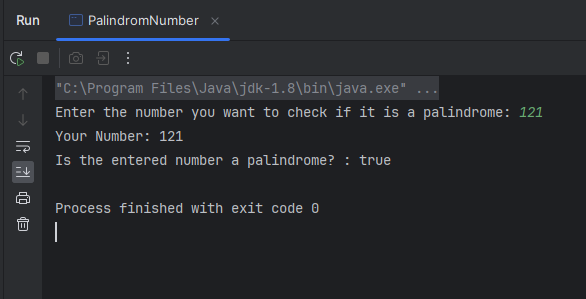 Run PalindromNumber
"C:\Program Files\Java\jdk-1.8\bin\java.exe" ...
Enter the number you want to check if it is a palindrome: 121
Your Number: 121
Is the entered number a palindrome? : true
Process finished with exit code 0